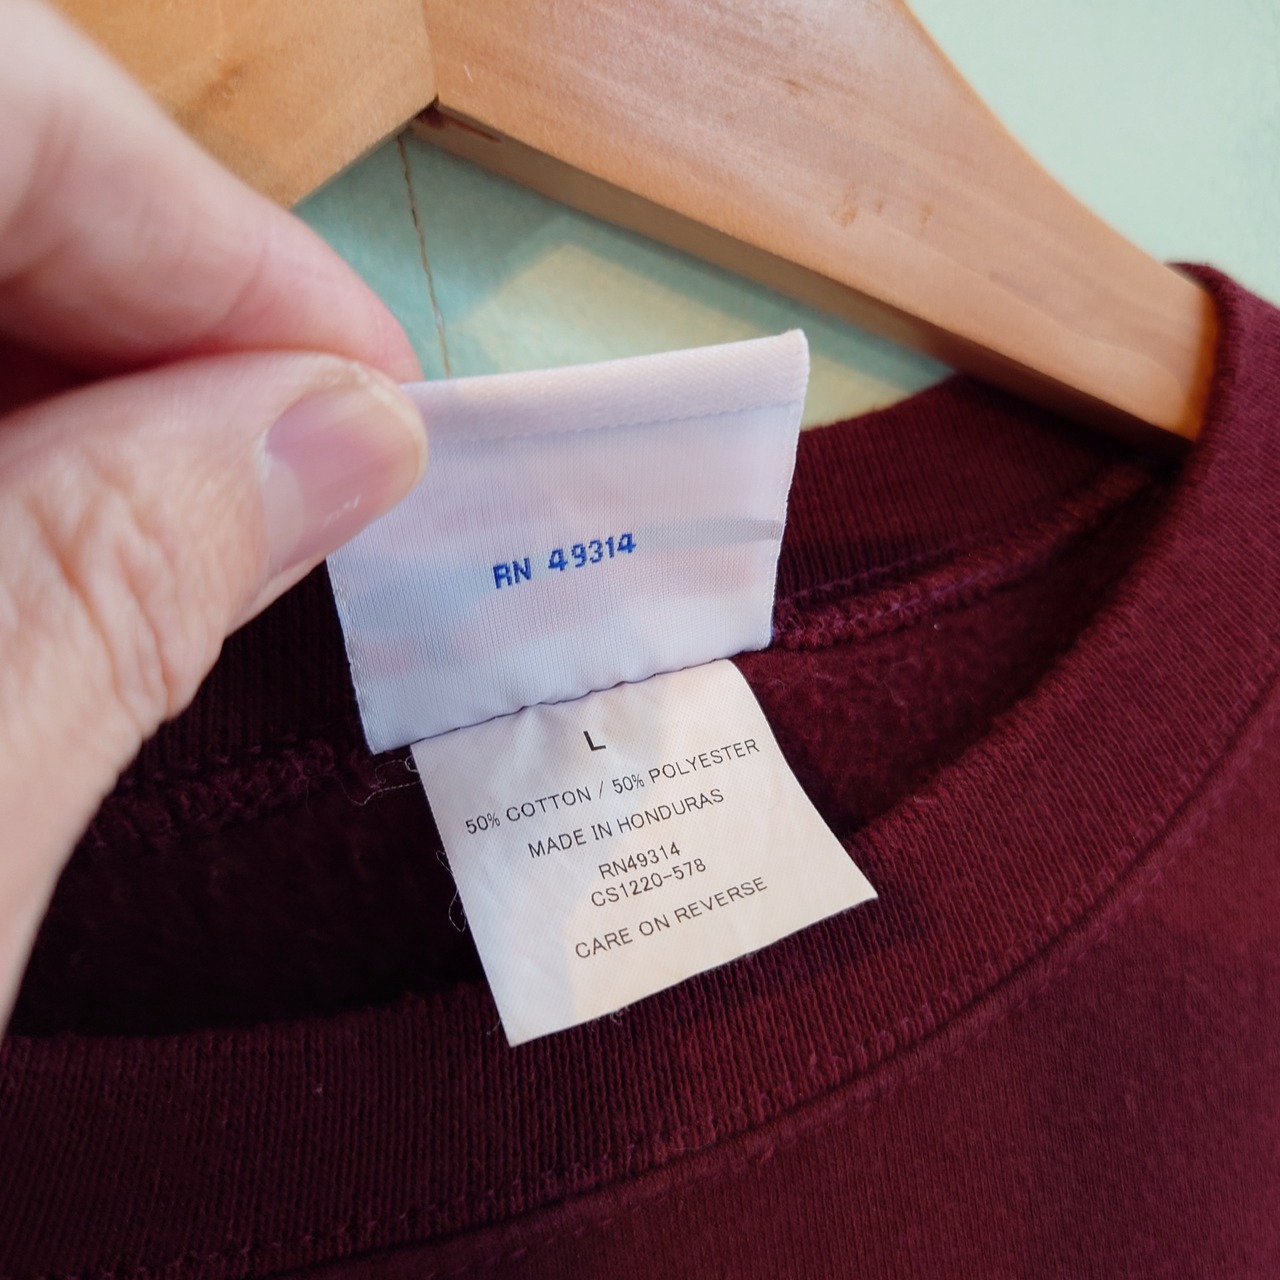 RN 49314
L
50% COTTON / 50% POLYESTER
MADE IN HONDURAS
RN49314
CS1220-578
CARE ON REVERSE